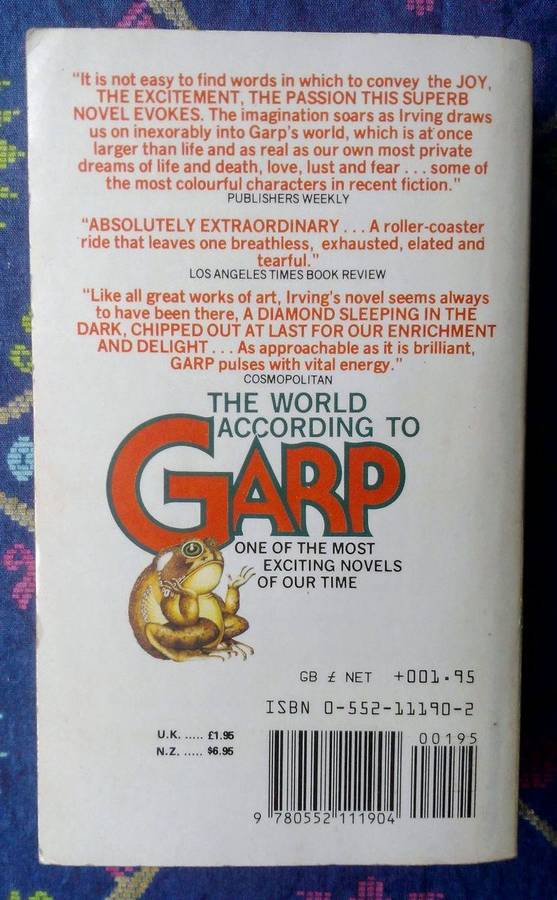 "It is not easy to find words in which to convey the JOY,
THE EXCITEMENT, THE PASSION THIS SUPERB
NOVEL EVOKES. The imagination soars as Irving draws
us on inexorably into Garp's world, which is at once
larger than life and as real as our own most private
dreams of life and death, love, lust and fear . . . some of
the most colourful characters in recent fiction."
PUBLISHERS WEEKLY
"ABSOLUTELY EXTRAORDINARY . . . A roller-coaster
ride that leaves one breathless, exhausted, elated and
tearful."
LOS ANGELES TIMES BOOK REVIEW
"Like all great works of art, Irving's novel seems always
to have been there, A DIAMOND SLEEPING IN THE
DARK, CHIPPED OUT AT LAST FOR OUR ENRICHMENT
AND DELIGHT . . . As approachable as it is brilliant,
GARP pulses with vital energy."
COSMOPOLITAN
THE WORLD
ACCORDING TO
GARP
ONE OF THE MOST
EXCITING NOVELS
OF OUR TIME
GB £ NET +001.95
ISBN 0-552-11190-2
U.K. ..... £1.95
N.Z. ..... $6.95
00195
9 780552 111904